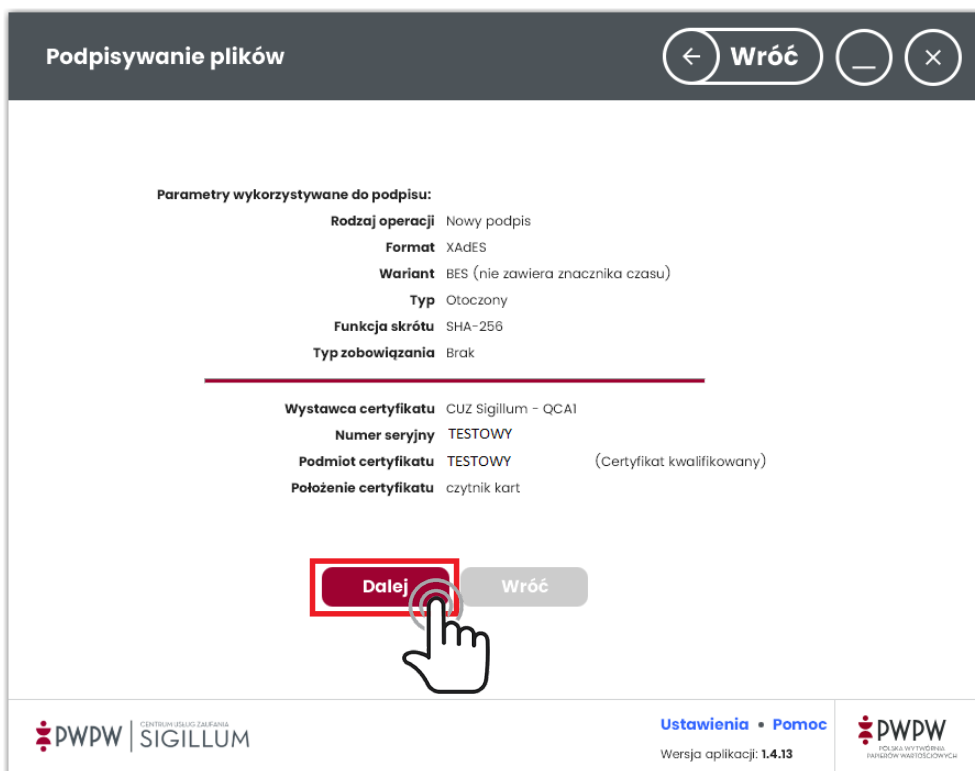 Podpisywanie plików
Wróć
Parametry wykorzystywane do podpisu:
Rodzaj operacji Nowy podpis
Format XAdES
Wariant BES (nie zawiera znacznika czasu)
Typ Otoczony
Funkcja skrótu SHA-256
Typ zobowiązania Brak
Wystawca certyfikatu CUZ Sigillum - QCA1
Numer seryjny TESTOWY
Podmiot certyfikatu TESTOWY (Certyfikat kwalifikowany)
Położenie certyfikatu czytnik kart
Dalej Wróć
PWPW CENTRUM USŁUG ZAUFANIA
SIGILLUM
Ustawienia • Pomoc
Wersja aplikacji: 1.4.13
PWPW
POLSKA WYTWÓRNIA
PAPIERÓW WARTOŚCIOWYCH